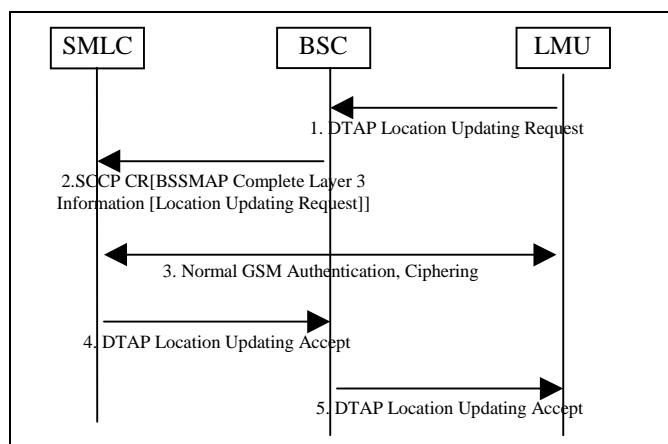 SMLC
BSC
LMU
1. DTAP Location Updating Request
2.SCCP CR[BSSMAP Complete Layer 3
Information [Location Updating Request]]
3. Normal GSM Authentication, Ciphering
4. DTAP Location Updating Accept
5. DTAP Location Updating Accept